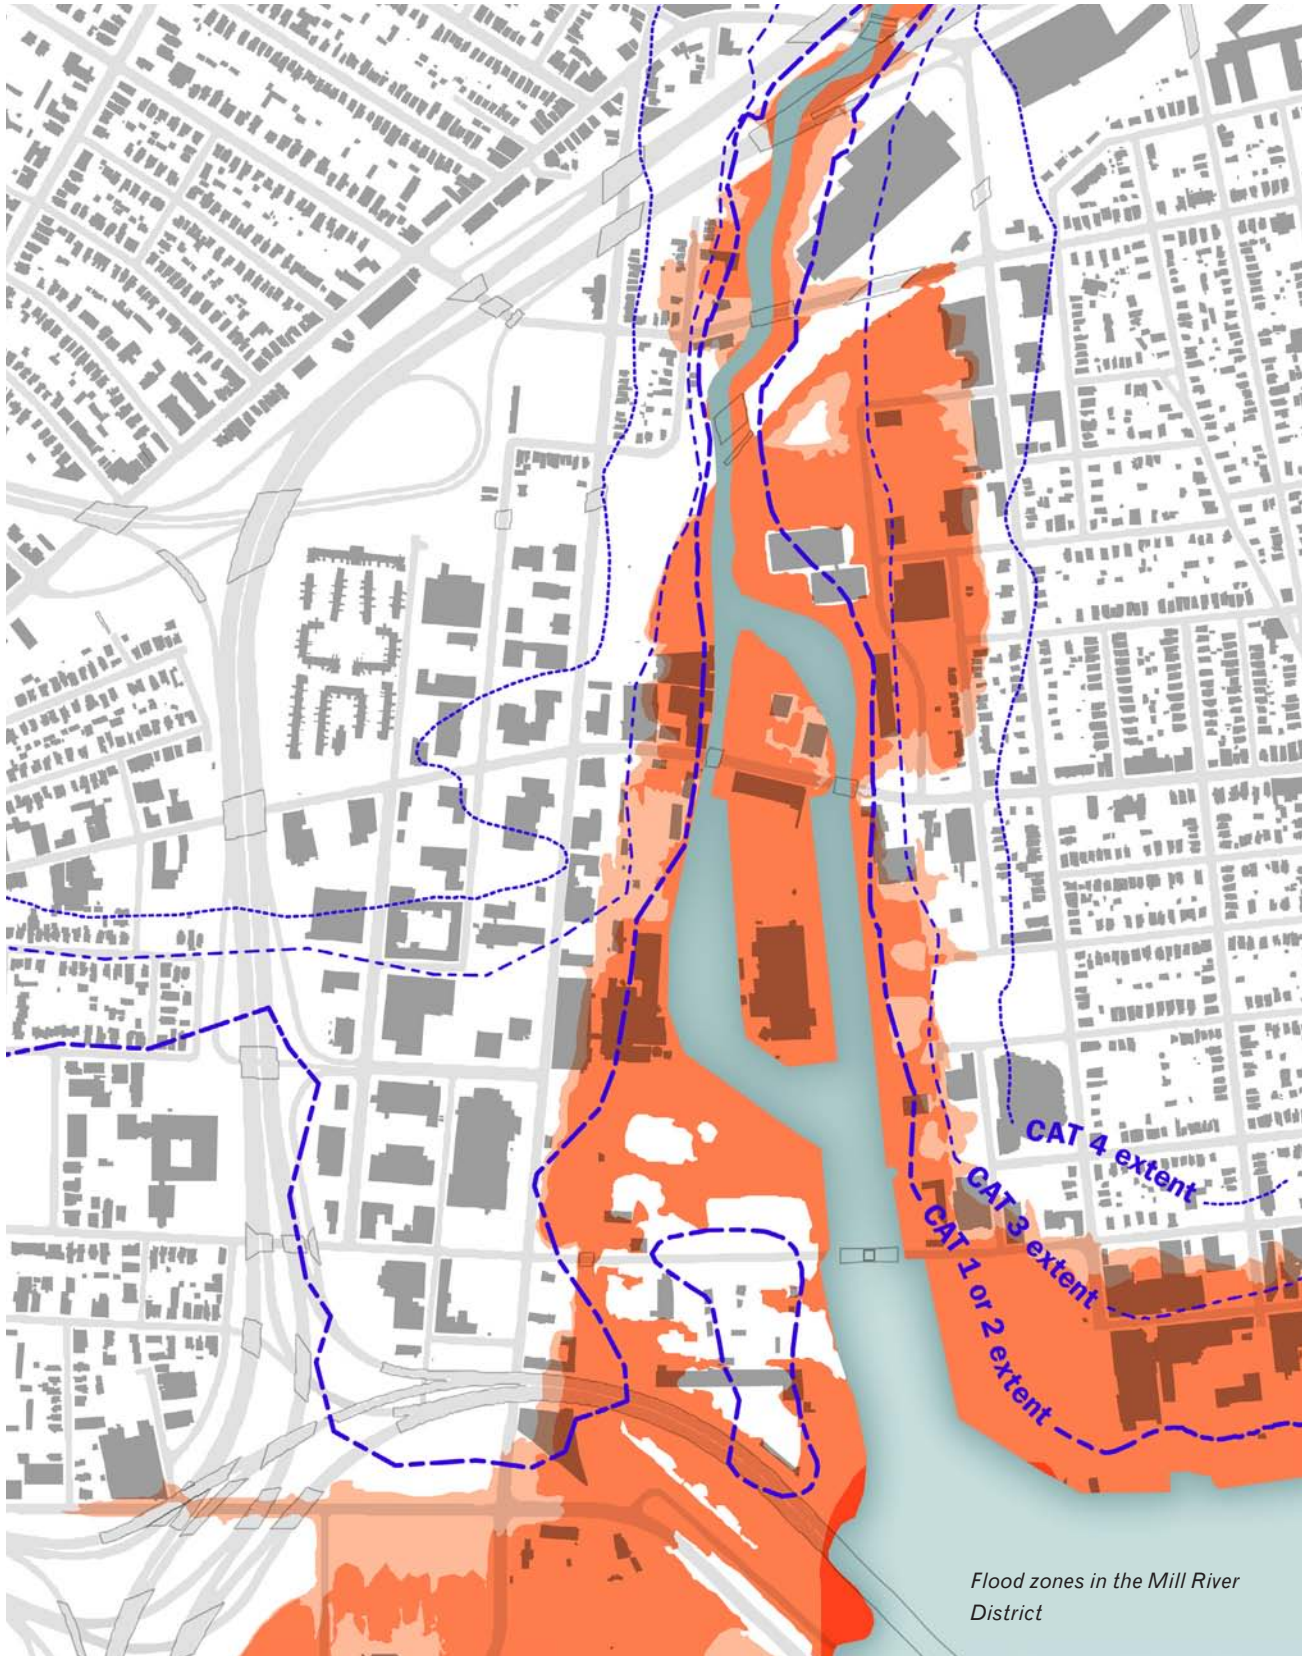 CAT 4 extent
CAT 3 extent
CAT 1 or 2 extent
Flood zones in the Mill River
District